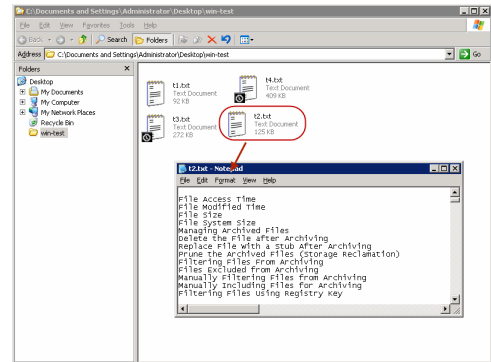 C:\Documents and Settings\Administrator\Desktop\win-test
File Edit View Favorites Tools Help
Back Search Folders
Address C:\Documents and Settings\Administrator\Desktop\win-test Go
Folders x
Desktop
My Documents
My Computer
My Network Places
Recycle Bin
win-test
t1.txt
Text Document
92 KB
t4.txt
Text Document
409 KB
t3.txt
Text Document
272 KB
t2.txt
Text Document
125 KB
t2.txt - Notepad
File Edit Format View Help
File Access Time
File Modified Time
File Size
File System Size
Managing Archived Files
Delete the File after Archiving
Replace File with a Stub After Archiving
Prune the Archived Files (Storage Reclamation)
Filtering Files From Archiving
Files Excluded from Archiving
Manually Filtering Files from Archiving
Manually Including Files for Archiving
Filtering Files Using Registry Key